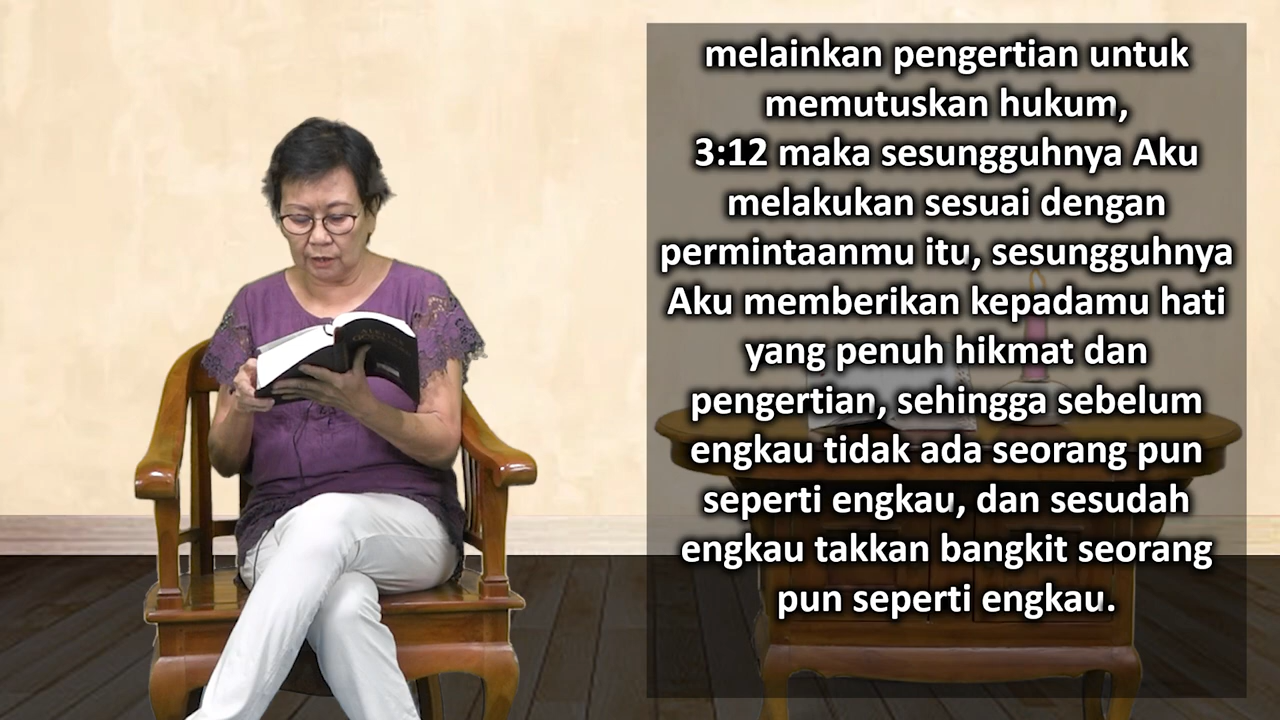 melainkan pengertian untuk
memutuskan hukum,
3:12 maka sesungguhnya Aku
melakukan sesuai dengan
permintaanmu itu, sesungguhnya
Aku memberikan kepadamu hati
yang penuh hikmat dan
pengertian, sehingga sebelum
engkau tidak ada seorang pun
seperti engkau, dan sesudah
engkau takkan bangkit seorang
pun seperti engkau.
ALKITAB